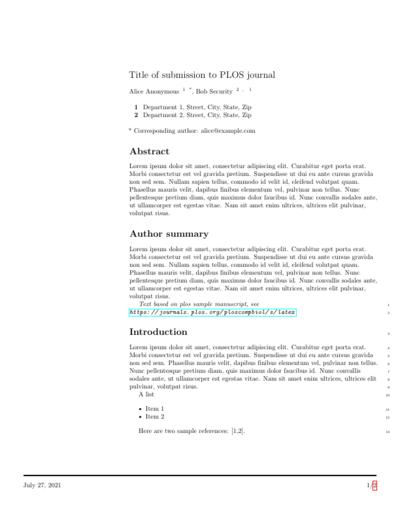 Title of submission to PLOS journal
Alice Anonymous 1 *, Bob Security 2 , 1
1 Department 1, Street, City, State, Zip
2 Department 2, Street, City, State, Zip
* Corresponding author: alice@example.com
Abstract
Lorem ipsum dolor sit amet, consectetur adipiscing elit. Curabitur eget porta erat.
Morbi consectetur est vel gravida pretium. Suspendisse ut dui eu ante cursus gravida
non sed sem. Nullam sapien tellus, commodo id velit id, eleifend volutpat quam.
Phasellus mauris velit, dapibus finibus elementum vel, pulvinar non tellus. Nunc
pellentesque pretium diam, quis maximus dolor faucibus id. Nunc convallis sodales ante,
ut ullamcorper est egestas vitae. Nam sit amet enim ultrices, ultrices elit pulvinar,
volutpat risus.
Author summary
Lorem ipsum dolor sit amet, consectetur adipiscing elit. Curabitur eget porta erat.
Morbi consectetur est vel gravida pretium. Suspendisse ut dui eu ante cursus gravida
non sed sem. Nullam sapien tellus, commodo id velit id, eleifend volutpat quam.
Phasellus mauris velit, dapibus finibus elementum vel, pulvinar non tellus. Nunc
pellentesque pretium diam, quis maximus dolor faucibus id. Nunc convallis sodales ante,
ut ullamcorper est egestas vitae. Nam sit amet enim ultrices, ultrices elit pulvinar,
volutpat risus.
Text based on plos sample manuscript, see 1
https://journals.plos.org/ploscompbiol/s/latex 2
Introduction 3
Lorem ipsum dolor sit amet, consectetur adipiscing elit. Curabitur eget porta erat. 4
Morbi consectetur est vel gravida pretium. Suspendisse ut dui eu ante cursus gravida 5
non sed sem. Phasellus mauris velit, dapibus finibus elementum vel, pulvinar non tellus. 6
Nunc pellentesque pretium diam, quis maximus dolor faucibus id. Nunc convallis 7
sodales ante, ut ullamcorper est egestas vitae. Nam sit amet enim ultrices, ultrices elit 8
pulvinar, volutpat risus. 9
A list 10
• Item 1 11
• Item 2 12
Here are two sample references: [1,2]. 13
July 27, 2021 1/2